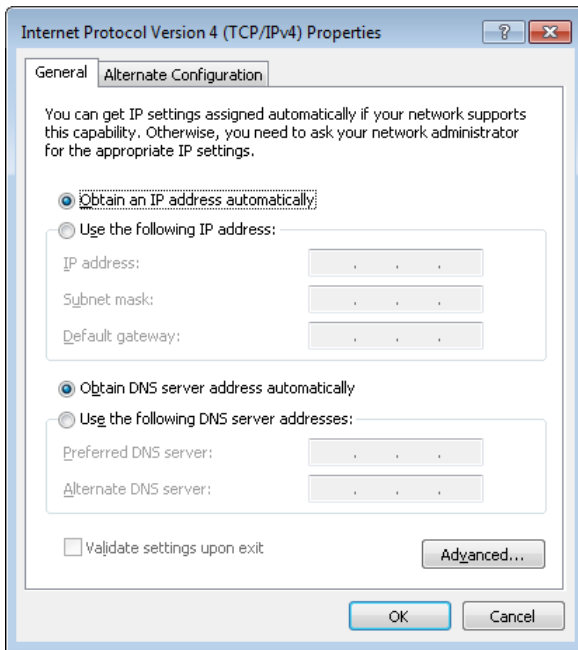 Internet Protocol Version 4 (TCP/IPv4) Properties
General
Alternate Configuration
You can get IP settings assigned automatically if your network supports
this capability. Otherwise, you need to ask your network administrator
for the appropriate IP settings.
Obtain an IP address automatically
Use the following IP address:
IP address:
Subnet mask:
Default gateway:
Obtain DNS server address automatically
Use the following DNS server addresses:
Preferred DNS server:
Alternate DNS server:
Validate settings upon exit
Advanced...
OK
Cancel